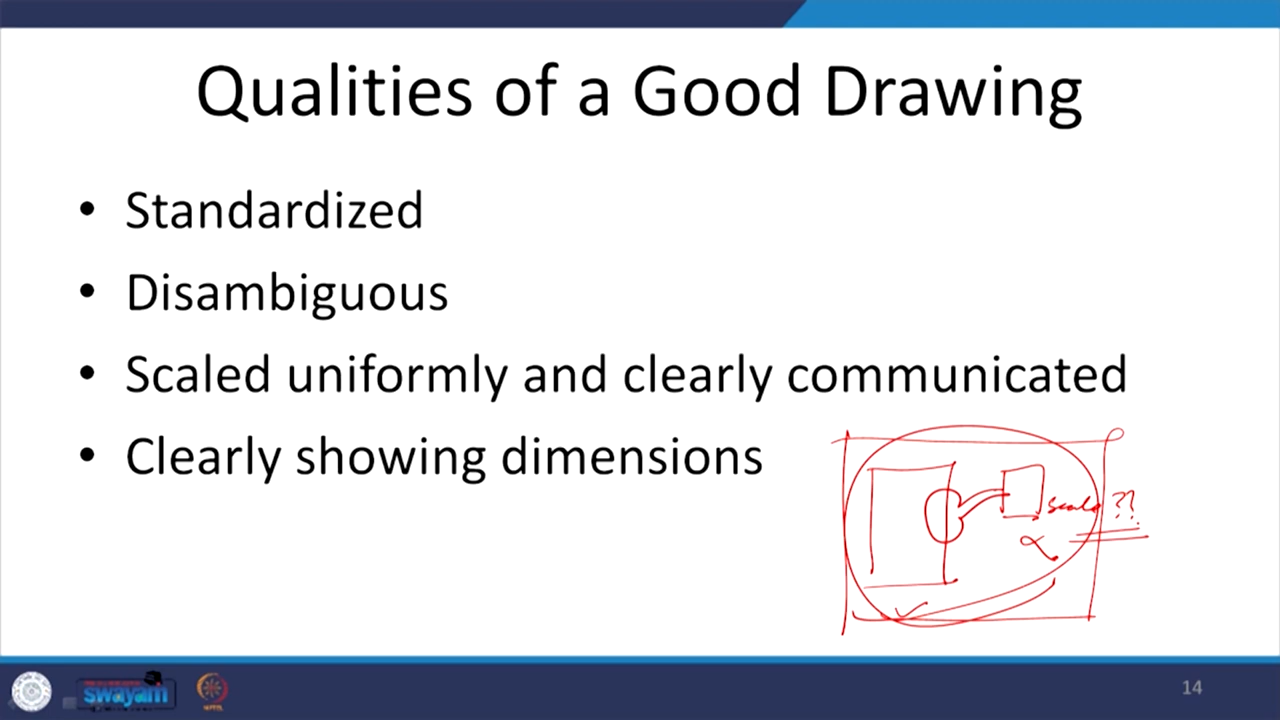 Qualities of a Good Drawing
• Standardized
• Disambiguous
• Scaled uniformly and clearly communicated
• Clearly showing dimensions
scale ??
swayam
14